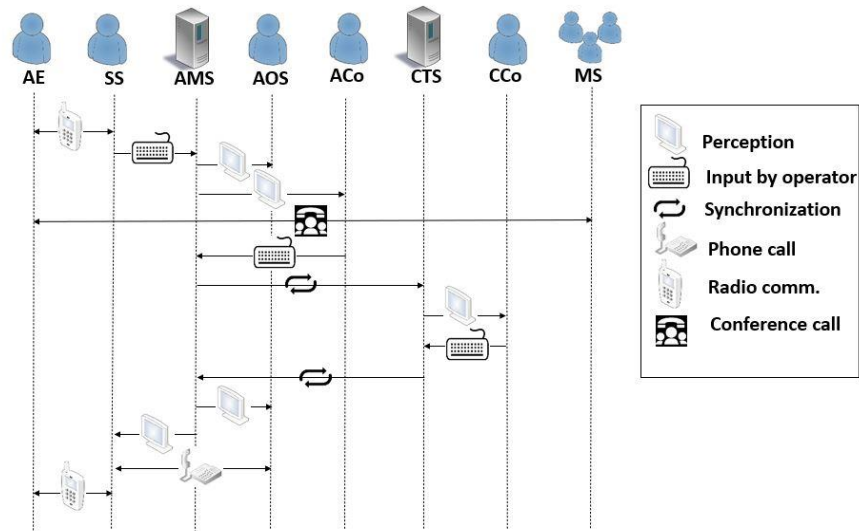 AE SS AMS AOS ACo CTS CCo MS
Perception
Input by operator
Synchronization
Phone call
Radio comm.
Conference call